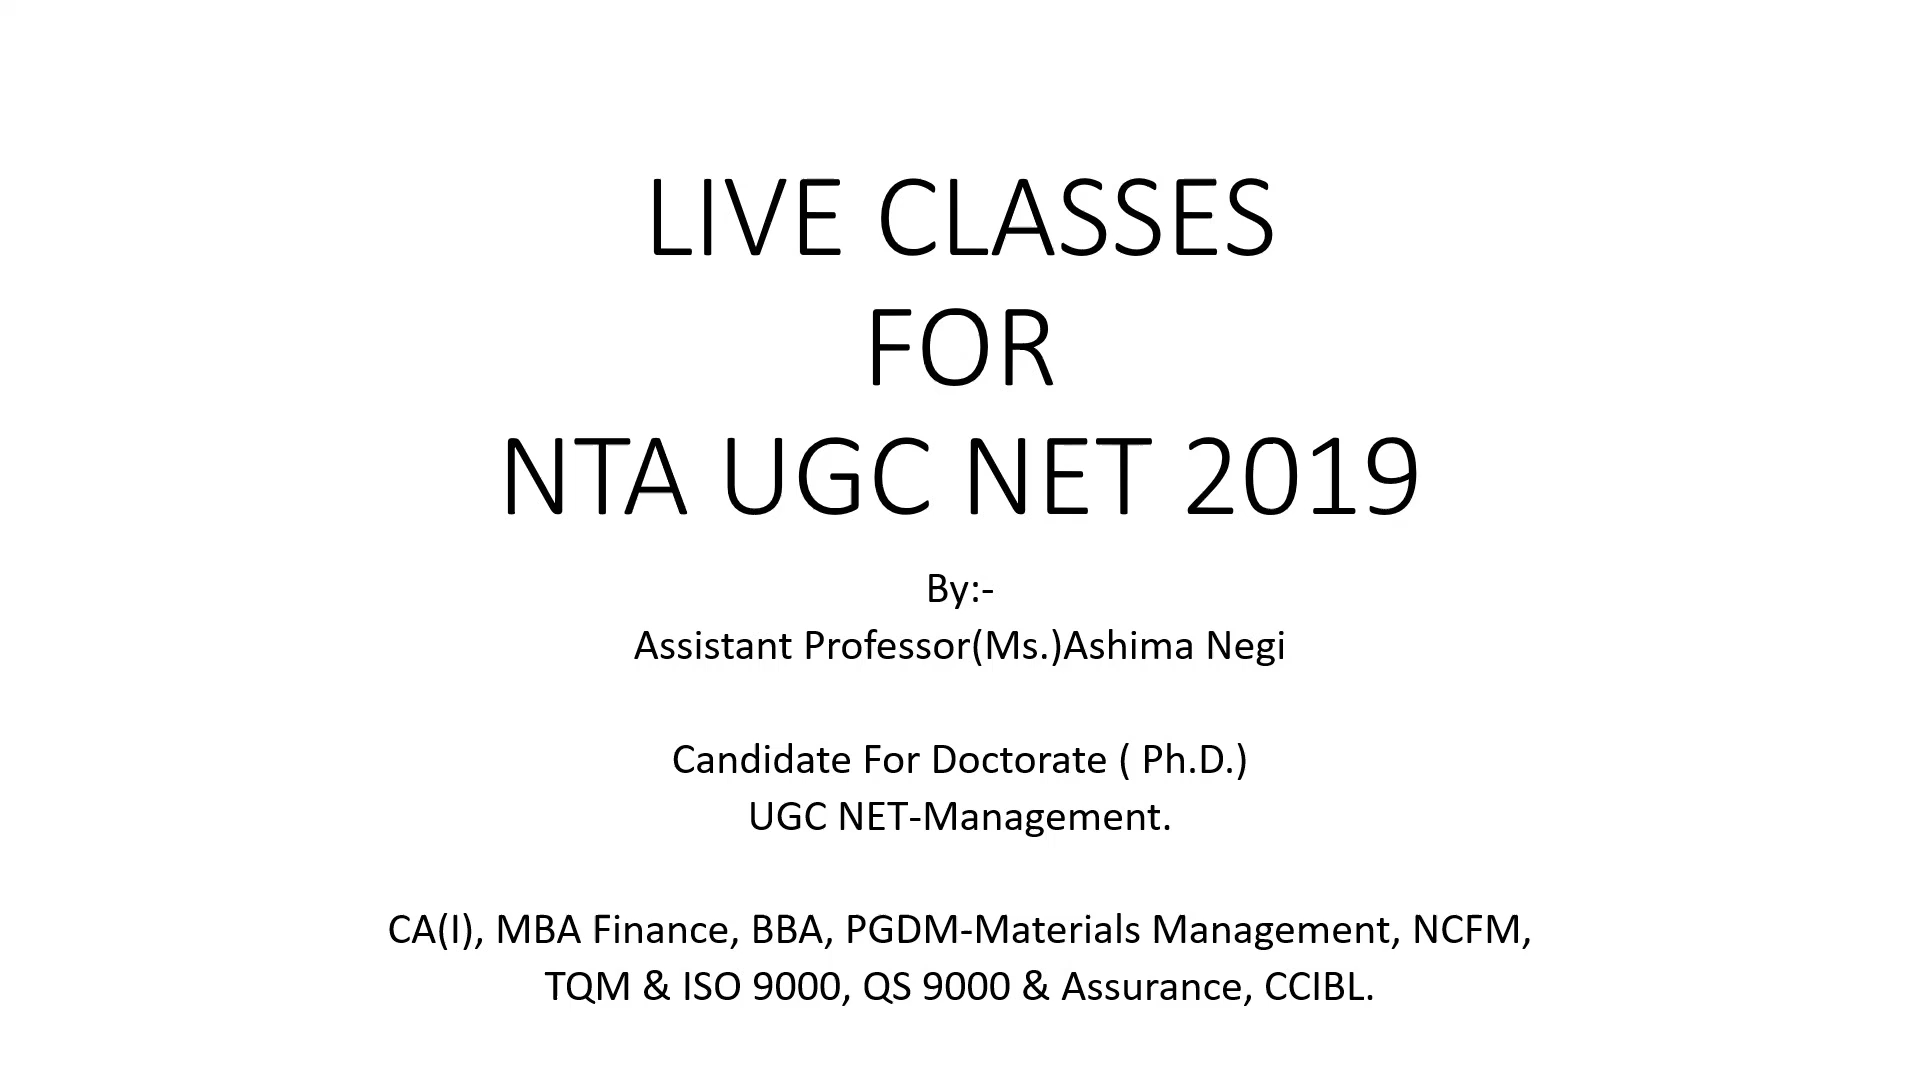 LIVE CLASSES
FOR
NTA UGC NET 2019
By:-
Assistant Professor(Ms.)Ashima Negi
Candidate For Doctorate ( Ph.D.)
UGC NET-Management.
CA(I), MBA Finance, BBA, PGDM-Materials Management, NCFM,
TQM & ISO 9000, QS 9000 & Assurance, CCIBL.